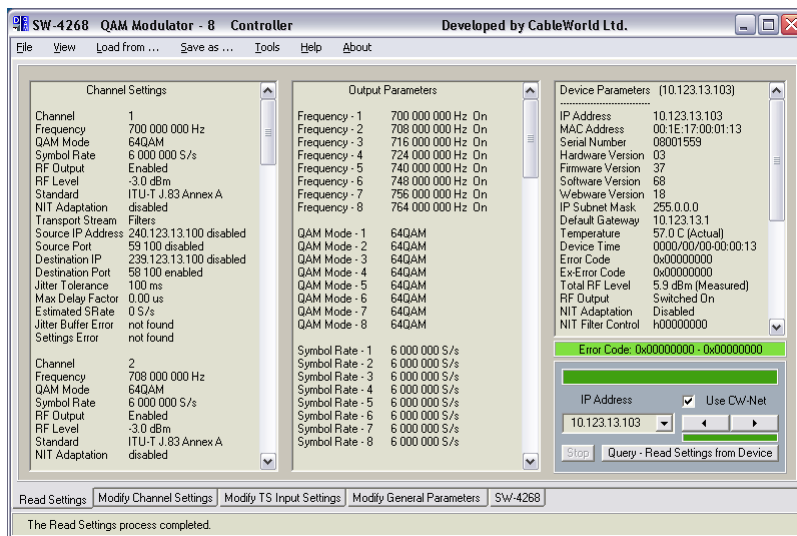 SW-4268 QAM Modulator - 8 Controller Developed by CableWorld Ltd.
File View Load from ... Save as ... Tools Help About
Channel Settings
Channel 1
Frequency 700 000 000 Hz
QAM Mode 64QAM
Symbol Rate 6 000 000 S/s
RF Output Enabled
RF Level -3.0 dBm
Standard ITU-T J.83 Annex A
NIT Adaptation disabled
Transport Stream Filters
Source IP Address 240.123.13.100 disabled
Source Port 59 100 disabled
Destination IP 239.123.13.100 disabled
Destination Port 58 100 enabled
Jitter Tolerance 100 ms
Max Delay Factor 0.00 us
Estimated SRate 0 S/s
Jitter Buffer Error not found
Settings Error not found
Channel 2
Frequency 708 000 000 Hz
QAM Mode 64QAM
Symbol Rate 6 000 000 S/s
RF Output Enabled
RF Level -3.0 dBm
Standard ITU-T J.83 Annex A
NIT Adaptation disabled
Output Parameters
Frequency - 1 700 000 000 Hz On
Frequency - 2 708 000 000 Hz On
Frequency - 3 716 000 000 Hz On
Frequency - 4 724 000 000 Hz On
Frequency - 5 740 000 000 Hz On
Frequency - 6 748 000 000 Hz On
Frequency - 7 756 000 000 Hz On
Frequency - 8 764 000 000 Hz On
QAM Mode - 1 64QAM
QAM Mode - 2 64QAM
QAM Mode - 3 64QAM
QAM Mode - 4 64QAM
QAM Mode - 5 64QAM
QAM Mode - 6 64QAM
QAM Mode - 7 64QAM
QAM Mode - 8 64QAM
Symbol Rate - 1 6 000 000 S/s
Symbol Rate - 2 6 000 000 S/s
Symbol Rate - 3 6 000 000 S/s
Symbol Rate - 4 6 000 000 S/s
Symbol Rate - 5 6 000 000 S/s
Symbol Rate - 6 6 000 000 S/s
Symbol Rate - 7 6 000 000 S/s
Symbol Rate - 8 6 000 000 S/s
Device Parameters (10.123.13.103)
------------------------------
IP Address 10.123.13.103
MAC Address 00:1E:17:00:01:13
Serial Number 08001559
Hardware Version 03
Firmware Version 37
Software Version 68
Webware Version 18
IP Subnet Mask 255.0.0.0
Default Gateway 10.123.13.1
Temperature 57.0 C (Actual)
Device Time 0000/00/00-00:00:13
Error Code 0x00000000
Ex-Error Code 0x00000000
Total RF Level 5.9 dBm (Measured)
RF Output Switched On
NIT Adaptation Disabled
NIT Filter Control h00000000
Error Code: 0x00000000 - 0x00000000
IP Address Use CW-Net
10.123.13.103
Stop Query - Read Settings from Device
Read Settings Modify Channel Settings Modify TS Input Settings Modify General Parameters SW-4268
The Read Settings process completed.